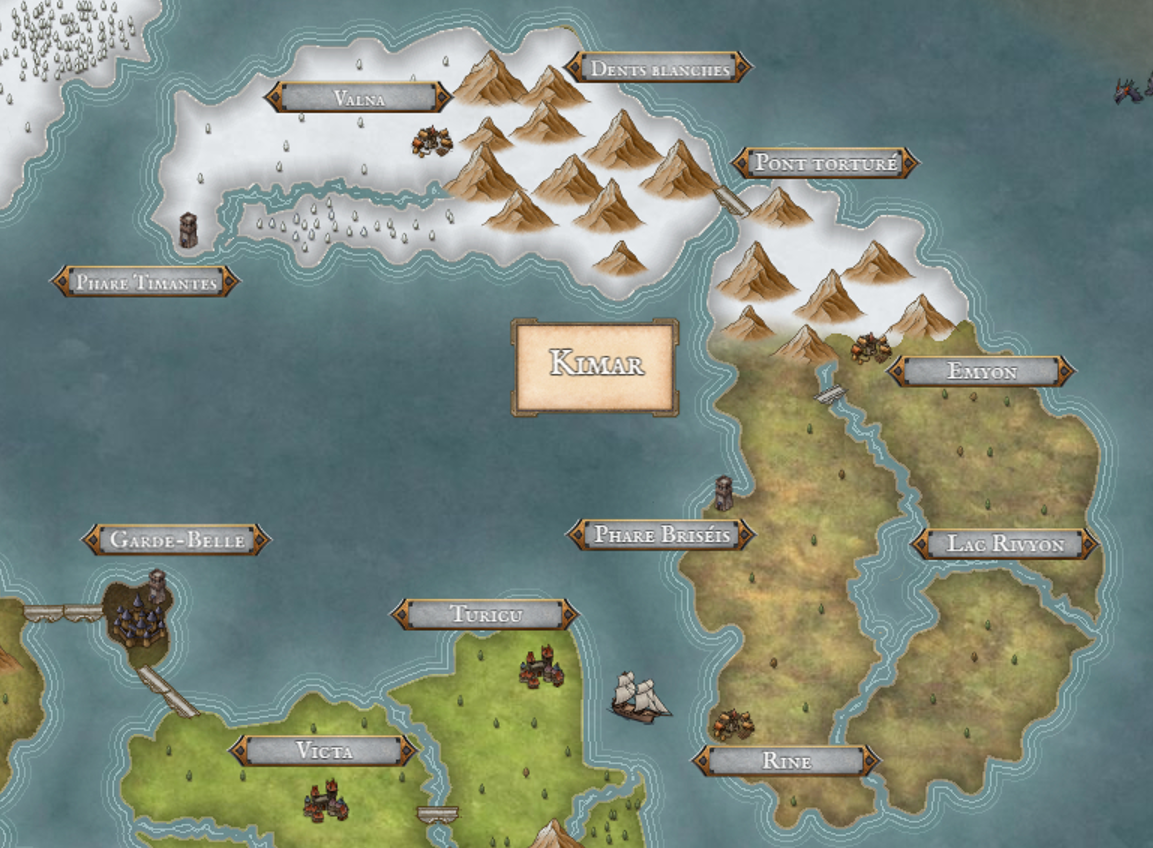 Dents blanches
Valna
Pont torturé
Phare Timantes
Kimar
Emyon
Garde-Belle
Phare Briséis
Lac Rivyon
Turicu
Victa
Rine